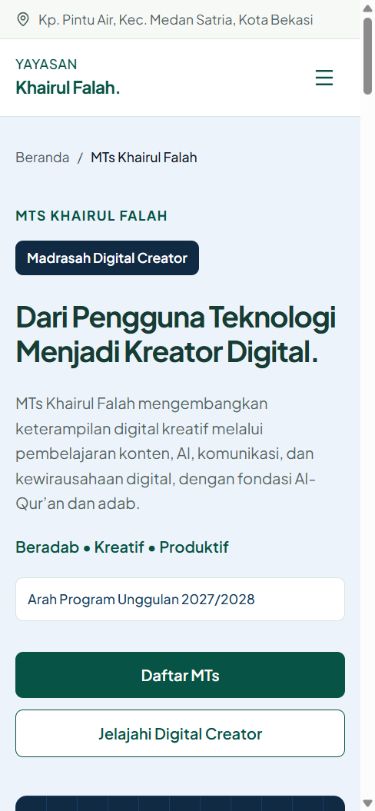 Kp. Pintu Air, Kec. Medan Satria, Kota Bekasi
YAYASAN
Khairul Falah.
Beranda / MTs Khairul Falah
MTS KHAIRUL FALAH
Madrasah Digital Creator
Dari Pengguna Teknologi
Menjadi Kreator Digital.
MTs Khairul Falah mengembangkan
keterampilan digital kreatif melalui
pembelajaran konten, AI, komunikasi, dan
kewirausahaan digital, dengan fondasi Al-
Qur’an dan adab.
Beradab • Kreatif • Produktif
Arah Program Unggulan 2027/2028
Daftar MTs
Jelajahi Digital Creator